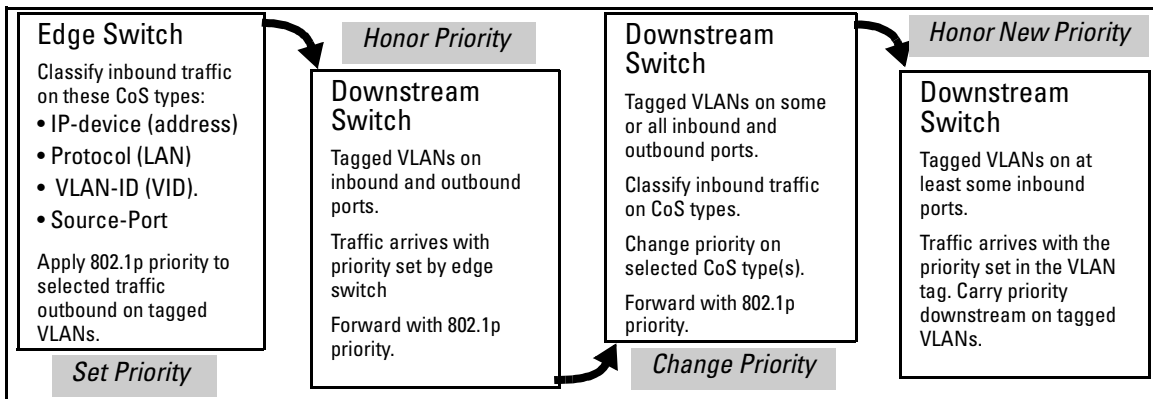 Edge Switch
Classify inbound traffic
on these CoS types:
• IP-device (address)
• Protocol (LAN)
• VLAN-ID (VID).
• Source-Port
Apply 802.1p priority to
selected traffic
outbound on tagged
VLANs.
Set Priority
Honor Priority
Downstream
Switch
Tagged VLANs on
inbound and outbound
ports.
Traffic arrives with
priority set by edge
switch
Forward with 802.1p
priority.
Downstream
Switch
Tagged VLANs on some
or all inbound and
outbound ports.
Classify inbound traffic
on CoS types.
Change priority on
selected CoS type(s).
Forward with 802.1p
priority.
Change Priority
Honor New Priority
Downstream
Switch
Tagged VLANs on at
least some inbound
ports.
Traffic arrives with the
priority set in the VLAN
tag. Carry priority
downstream on tagged
VLANs.